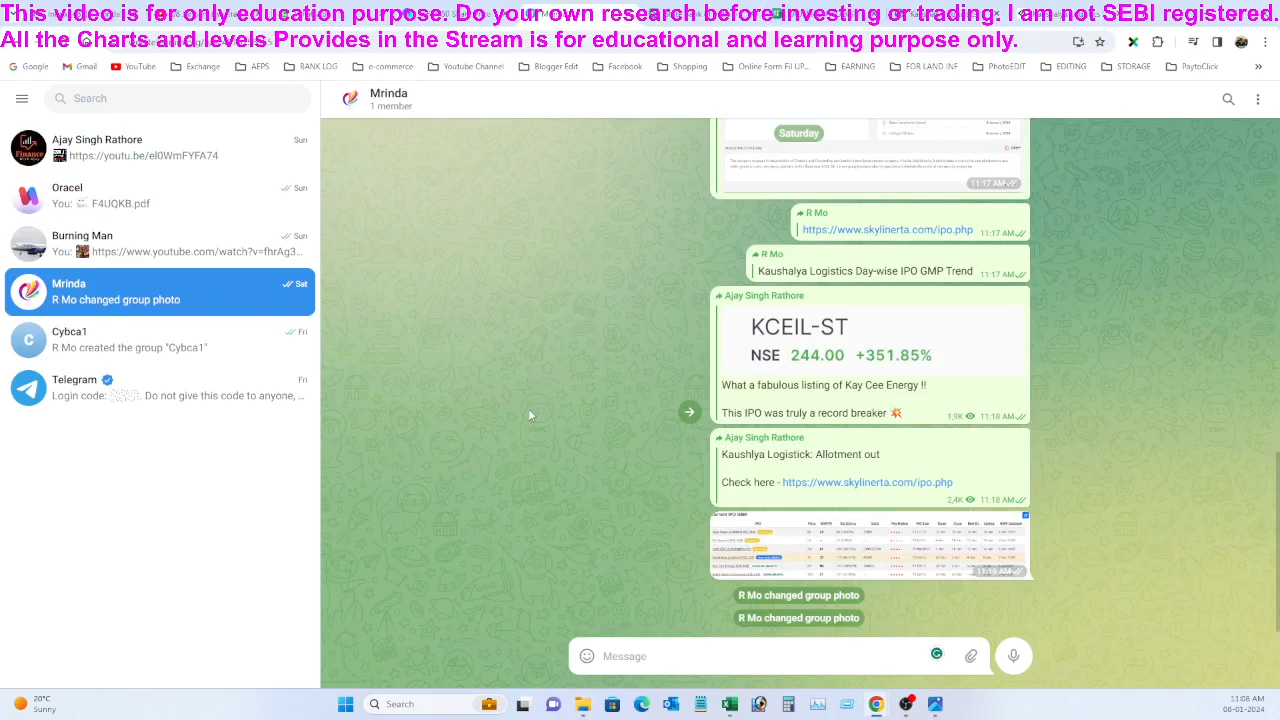 This video is for only education purpose. Do your own research before investing or trading. I am not SEBI registered.
All the Charts and Levels Provides in the Stream is for educational and learning purpose only.
Google
Gmail
YouTube
Exchange
AEPS
BANK LOG
e-commerce
Youtube Channel
Blogger Edit
Facebook
Shopping
Online Form Fil UP...
EARNING
FOR LAND INF
PhotoEDIT
EDITING
STORAGE
PaytoClick
Search
Mrinda
1 member
Ajay Singh Rathore
Sun
https://youtu.be/el0WmTFFA74
Oracel
Sun
You: F4UQKB.pdf
Burning Man
Sun
You: https://www.youtube.com/watch?v=fhrAg3...
Mrinda
Sat
R Mo changed group photo
Cybca1
Fri
R Mo created the group "Cybca1"
Telegram
Fri
Login code: . Do not give this code to anyone, ...
Saturday
11:17 AM
R Mo
https://www.skylinerta.com/ipo.php
11:17 AM
R Mo
Kaushalya Logistics Day-wise IPO GMP Trend
11:17 AM
Ajay Singh Rathore
KCEIL-ST
NSE 244.00 +351.85%
What a fabulous listing of Kay Cee Energy !!
This IPO was truly a record breaker
1,9K 11:18 AM
Ajay Singh Rathore
Kaushlya Logistick: Allotment out
Check here - https://www.skylinerta.com/ipo.php
2,4K 11:18 AM
Current IPO GMP
R Mo changed group photo
R Mo changed group photo
Message
20°C
Sunny
Search
11:08 AM
08-01-2024